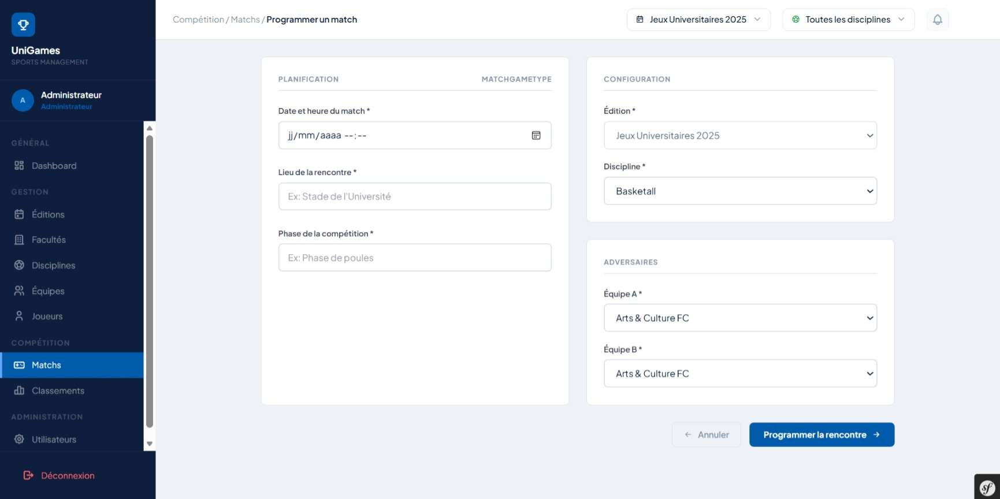 UniGames
SPORTS MANAGEMENT
A
Administrateur
Administrateur
GÉNÉRAL
Dashboard
GESTION
Éditions
Facultés
Disciplines
Équipes
Joueurs
COMPÉTITION
Matchs
Classements
ADMINISTRATION
Utilisateurs
Déconnexion
Compétition / Matchs / Programmer un match
Jeux Universitaires 2025
Toutes les disciplines
PLANIFICATION
MATCHGAMETYPE
Date et heure du match *
jj/mm/aaaa --:--
Lieu de la rencontre *
Ex: Stade de l'Université
Phase de la compétition *
Ex: Phase de poules
CONFIGURATION
Édition *
Jeux Universitaires 2025
Discipline *
Basketall
ADVERSAIRES
Équipe A *
Arts & Culture FC
Équipe B *
Arts & Culture FC
← Annuler
Programmer la rencontre →
sf